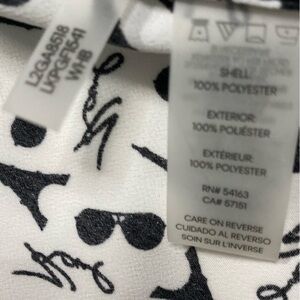 L2GA8518
LKPGF1541
WHB
SHELL:
100% POLYESTER
EXTERIOR:
100% POLIÉSTER
EXTÉRIEUR:
100% POLYESTER
RN# 54163
CA# 57151
CARE ON REVERSE
CUIDADO AL REVERSO
SOIN SUR L'INVERSE